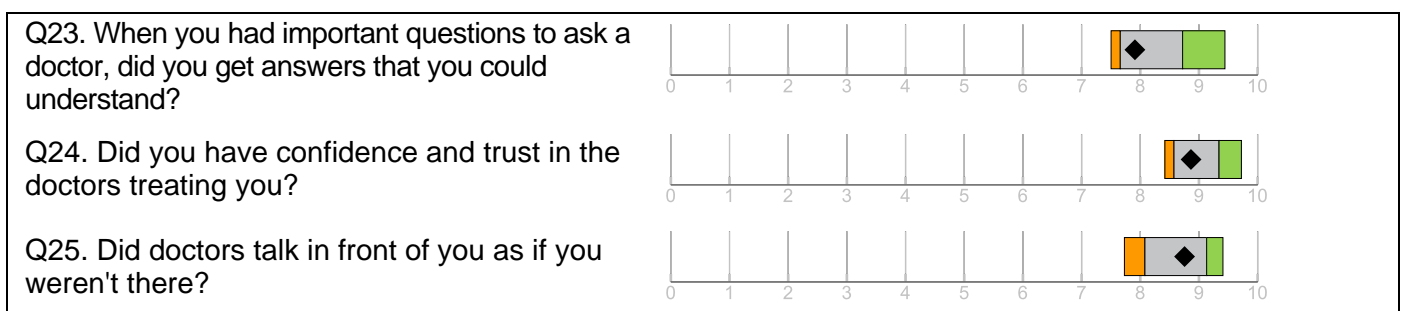 Q23. When you had important questions to ask a
doctor, did you get answers that you could
understand?
0 1 2 3 4 5 6 7 8 9 10
Q24. Did you have confidence and trust in the
doctors treating you?
0 1 2 3 4 5 6 7 8 9 10
Q25. Did doctors talk in front of you as if you
weren't there?
0 1 2 3 4 5 6 7 8 9 10